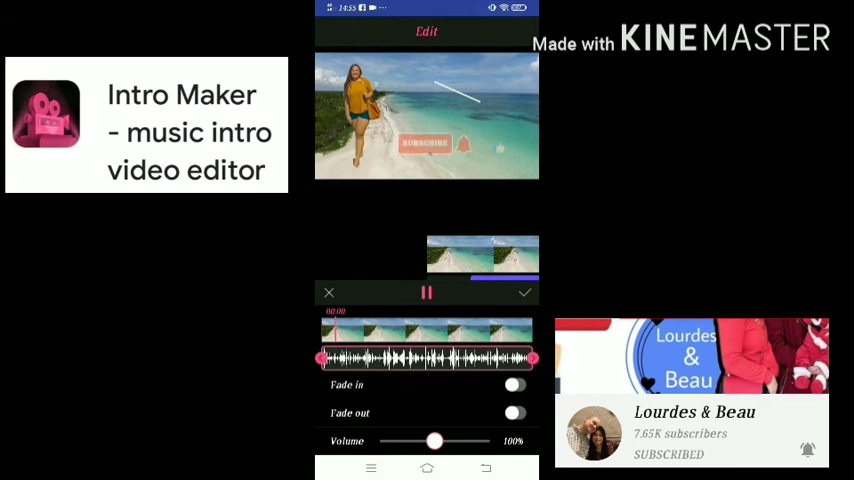 14:55
Edit
Made with KINEMASTER
Intro Maker
- music intro
video editor
SUBSCRIBE
00:00
Fade in
Fade out
Volume 100%
Lourdes
&
Beau
Lourdes & Beau
7.65K subscribers
SUBSCRIBED